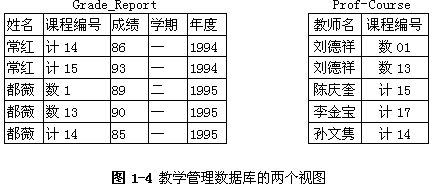 Grade_Report
姓名 课程编号 成绩 学期 年度
常红 计 14 86 一 1994
常红 计 15 93 一 1994
都薇 数 1 89 二 1995
都薇 数 13 90 一 1995
都薇 计 14 85 一 1995
Prof-Course
教师名 课程编号
刘德祥 数 01
刘德祥 数 13
陈庆奎 计 15
李金宝 计 17
孙文隽 计 14
图 1-4 教学管理数据库的两个视图